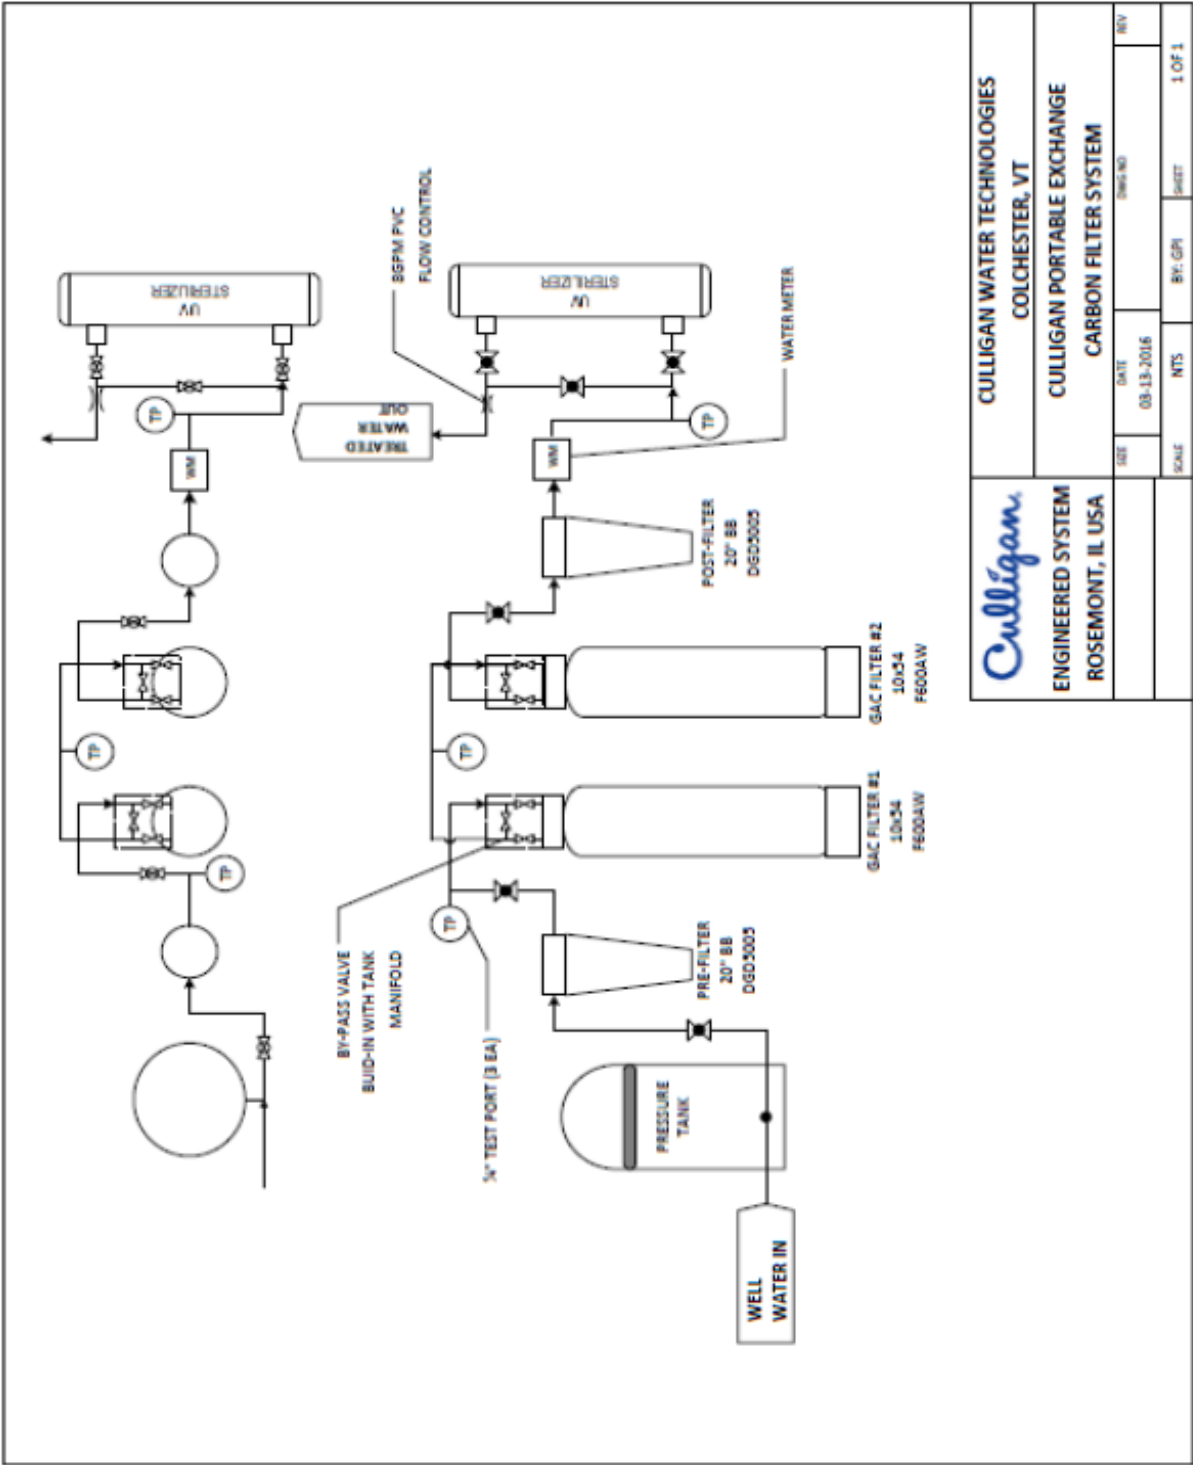 UV
STERILIZER
TP
WM
TP
TP
8GPM PVC
FLOW CONTROL
TREATED
WATER
OUT
UV
STERILIZER
TP
WM
WATER METER
POST-FILTER
20" BB
DGD5005
GAC FILTER #2
10x54
F600AW
TP
GAC FILTER #1
10x54
F600AW
BY-PASS VALVE
BUID-IN WITH TANK
MANIFOLD
TP
PRE-FILTER
20" BB
DGD5005
¼" TEST PORT (3 EA)
PRESSURE
TANK
WELL
WATER IN
Culligan.
ENGINEERED SYSTEM
ROSEMONT, IL USA
CULLIGAN WATER TECHNOLOGIES
COLCHESTER, VT
CULLIGAN PORTABLE EXCHANGE
CARBON FILTER SYSTEM
SIZE
DATE
03-13-2016
DWG NO
REV
SCALE
NTS
BY: GPI
SHEET
1 OF 1